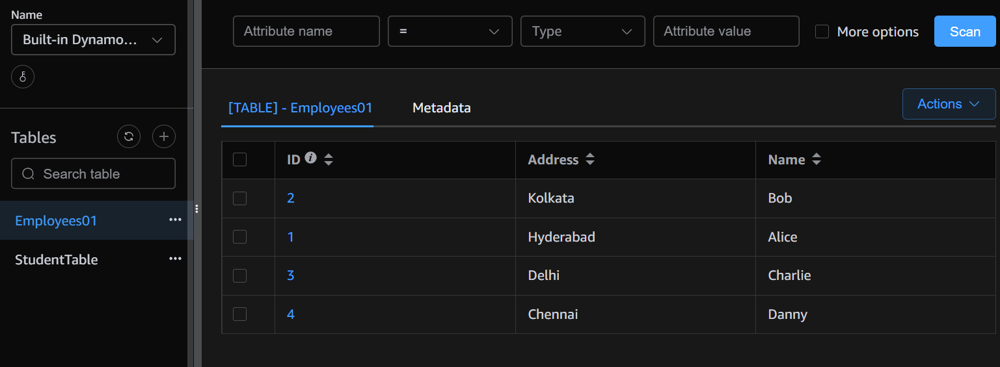 Name
Built-in Dynamo...
Tables
Search table
Employees01
StudentTable
Attribute name = Type Attribute value More options Scan
[TABLE] - Employees01 Metadata Actions
ID Address Name
2 Kolkata Bob
1 Hyderabad Alice
3 Delhi Charlie
4 Chennai Danny